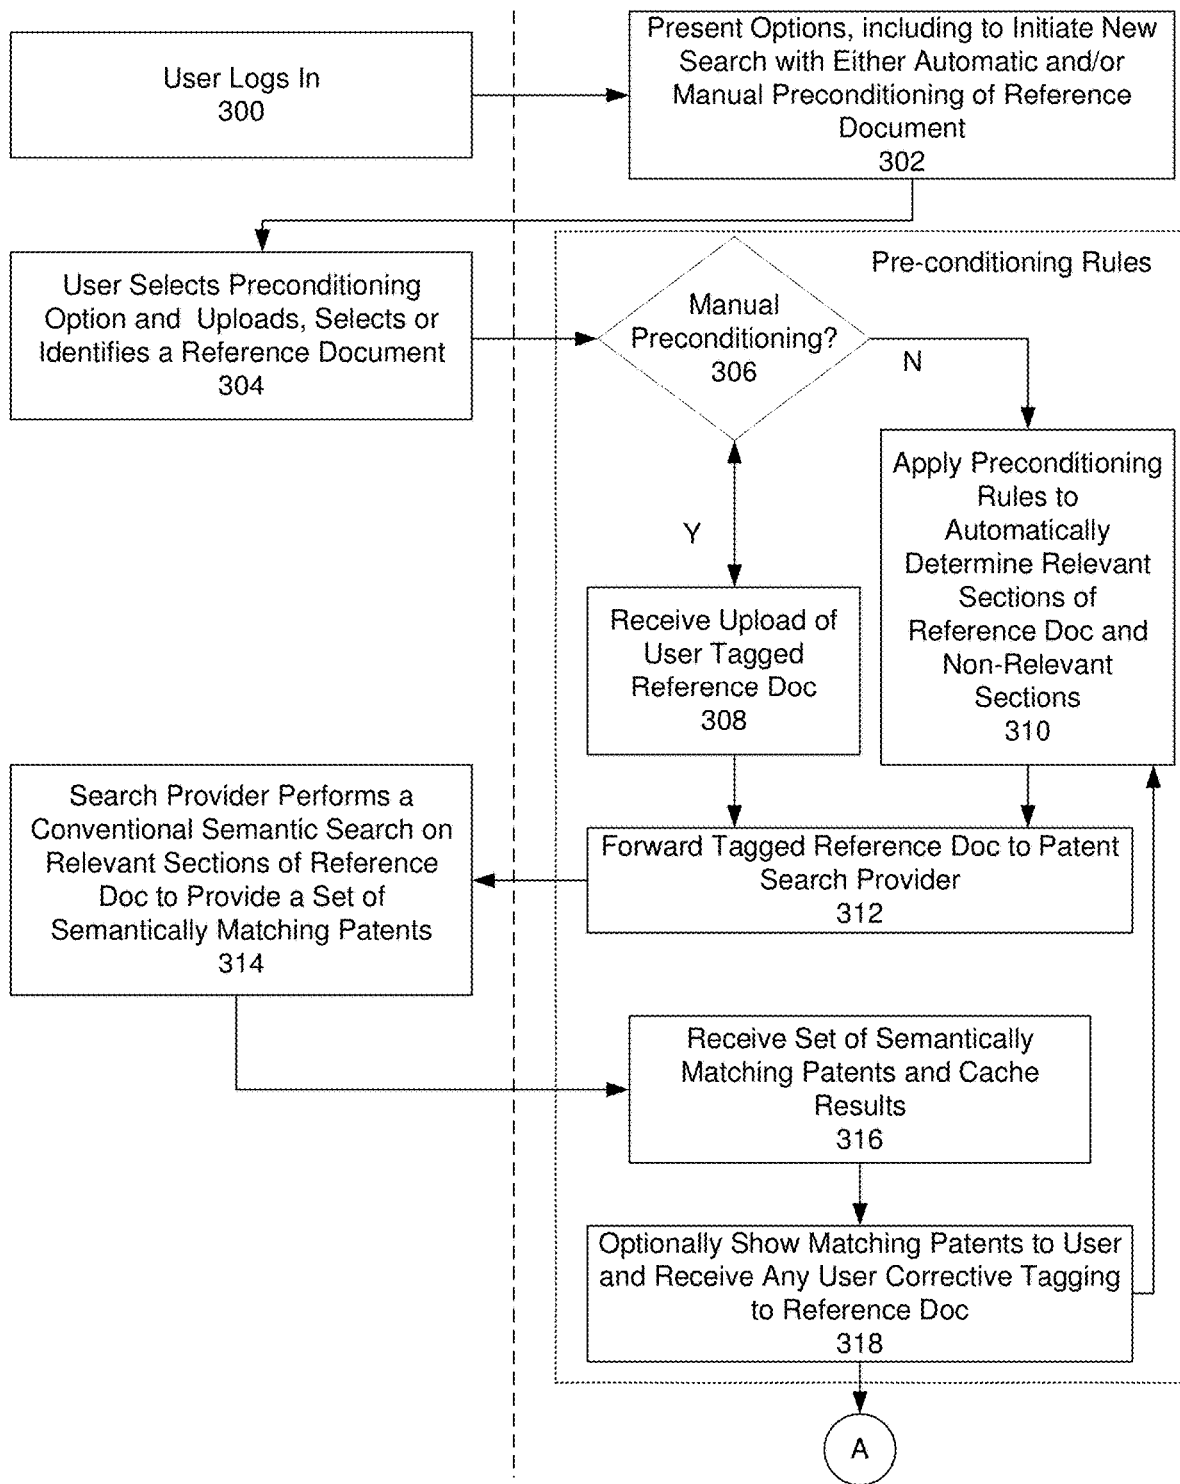 User Logs In
300
Present Options, including to Initiate New
Search with Either Automatic and/or
Manual Preconditioning of Reference
Document
302
User Selects Preconditioning
Option and Uploads, Selects or
Identifies a Reference Document
304
Pre-conditioning Rules
Manual
Preconditioning?
306
N
Y
Apply Preconditioning
Rules to
Automatically
Determine Relevant
Sections of
Reference Doc and
Non-Relevant
Sections
310
Receive Upload of
User Tagged
Reference Doc
308
Search Provider Performs a
Conventional Semantic Search on
Relevant Sections of Reference
Doc to Provide a Set of
Semantically Matching Patents
314
Forward Tagged Reference Doc to Patent
Search Provider
312
Receive Set of Semantically
Matching Patents and Cache
Results
316
Optionally Show Matching Patents to User
and Receive Any User Corrective Tagging
to Reference Doc
318
A